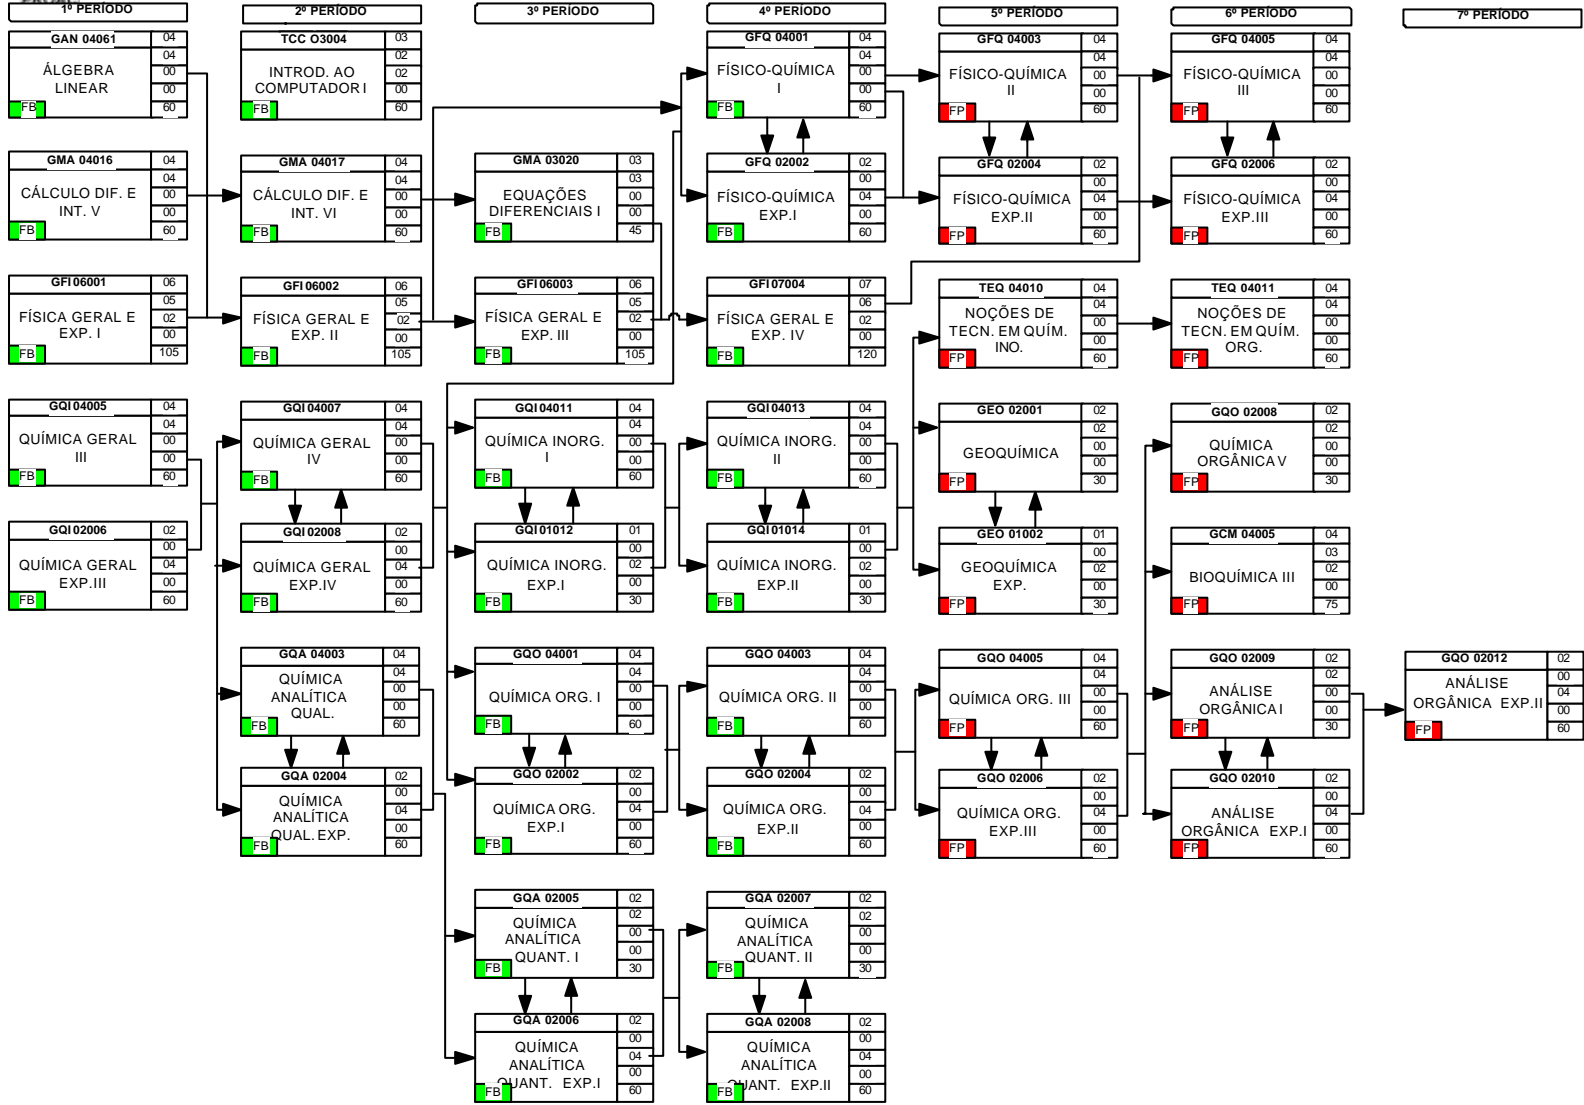 1º PERÍODO
2º PERÍODO
3º PERÍODO
4º PERÍODO
5º PERÍODO
6º PERÍODO
7º PERÍODO
GAN 04061 04
04
ÁLGEBRA 00
LINEAR 00
FB 60
GMA 04016 04
04
CÁLCULO DIF. E 00
INT. V 00
FB 60
GFI 06001 06
05
FÍSICA GERAL E 02
EXP. I 00
FB 105
GQI 04005 04
04
QUÍMICA GERAL 00
III 00
FB 60
GQI 02006 02
00
QUÍMICA GERAL 04
EXP.III 00
FB 60
TCC O3004 03
02
INTROD. AO 02
COMPUTADOR I 00
FB 60
GMA 04017 04
04
CÁLCULO DIF. E 00
INT. VI 00
FB 60
GFI 06002 06
05
FÍSICA GERAL E 02
EXP. II 00
FB 105
GQI 04007 04
04
QUÍMICA GERAL 00
IV 00
FB 60
GQI 02008 02
00
QUÍMICA GERAL 04
EXP.IV 00
FB 60
GQA 04003 04
04
QUÍMICA
ANALÍTICA 00
QUAL. 00
FB 60
GQA 02004 02
00
QUÍMICA
ANALÍTICA 04
QUAL. EXP. 00
FB 60
GMA 03020 03
03
EQUAÇÕES 00
DIFERENCIAIS I 00
FB 45
GFI 06003 06
05
FÍSICA GERAL E 02
EXP. III 00
FB 105
GQI 04011 04
04
QUÍMICA INORG. 00
I 00
FB 60
GQI 01012 01
00
QUÍMICA INORG. 02
EXP.I 00
FB 30
GQO 04001 04
04
QUÍMICA ORG. I 00
00
FB 60
GQO 02002 02
00
QUÍMICA ORG. 04
EXP.I 00
FB 60
GQA 02005 02
02
QUÍMICA
ANALÍTICA 00
QUANT. I 00
FB 30
GQA 02006 02
00
QUÍMICA
ANALÍTICA 04
QUANT. EXP.I 00
FB 60
GFQ 04001 04
04
FÍSICO-QUÍMICA 00
I 00
FB 60
GFQ 02002 02
00
FÍSICO-QUÍMICA 04
EXP.I 00
FB 60
GFI 07004 07
06
FÍSICA GERAL E 02
EXP. IV 00
FB 120
GQI 04013 04
04
QUÍMICA INORG. 00
II 00
FB 60
GQI 01014 01
00
QUÍMICA INORG. 02
EXP.II 00
FB 30
GQO 04003 04
04
QUÍMICA ORG. II 00
00
FB 60
GQO 02004 02
00
QUÍMICA ORG. 04
EXP.II 00
FB 60
GQA 02007 02
02
QUÍMICA
ANALÍTICA 00
QUANT. II 00
FB 30
GQA 02008 02
00
QUÍMICA
ANALÍTICA 04
QUANT. EXP.II 00
FB 60
GFQ 04003 04
04
FÍSICO-QUÍMICA 00
II 00
FP 60
GFQ 02004 02
00
FÍSICO-QUÍMICA 04
EXP.II 00
FP 60
TEQ 04010 04
04
NOÇÕES DE 00
TECN. EM QUÍM.
INO. 00
FP 60
GEO 02001 02
02
GEOQUÍMICA 00
00
FP 30
GEO 01002 01
00
GEOQUÍMICA 02
EXP. 00
FP 30
GQO 04005 04
04
QUÍMICA ORG. III 00
00
FP 60
GQO 02006 02
00
QUÍMICA ORG. 04
EXP.III 00
FP 60
GFQ 04005 04
04
FÍSICO-QUÍMICA 00
III 00
FP 60
GFQ 02006 02
00
FÍSICO-QUÍMICA 04
EXP.III 00
FP 60
TEQ 04011 04
04
NOÇÕES DE 00
TECN. EM QUÍM.
ORG. 00
FP 60
GQO 02008 02
02
QUÍMICA 00
ORGÂNICA V 00
FP 30
GCM 04005 04
03
BIOQUÍMICA III 02
00
FP 75
GQO 02009 02
02
ANÁLISE 00
ORGÂNICA I 00
FP 30
GQO 02010 02
00
ANÁLISE 04
ORGÂNICA EXP.I 00
FP 60
GQO 02012 02
00
ANÁLISE 04
ORGÂNICA EXP.II 00
FP 60